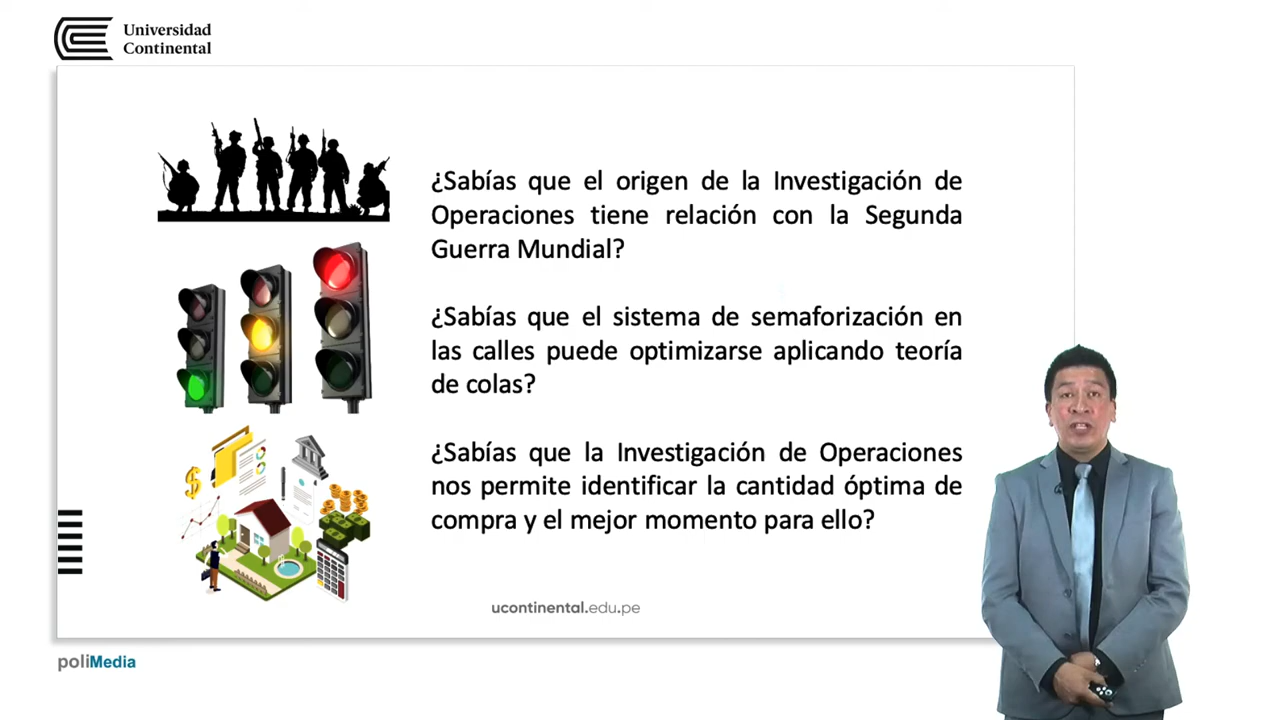 Universidad
Continental
¿Sabías que el origen de la Investigación de
Operaciones tiene relación con la Segunda
Guerra Mundial?
¿Sabías que el sistema de semaforización en
las calles puede optimizarse aplicando teoría
de colas?
¿Sabías que la Investigación de Operaciones
nos permite identificar la cantidad óptima de
compra y el mejor momento para ello?
ucontinental.edu.pe
poliMedia